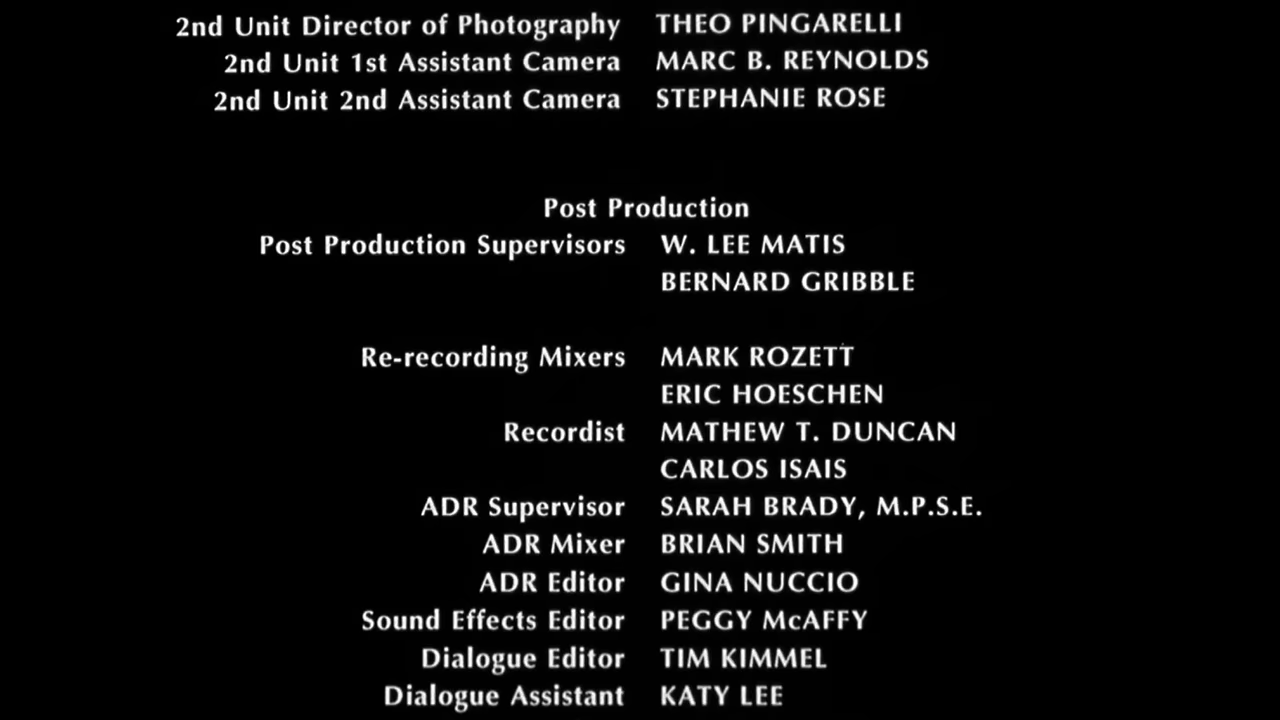 2nd Unit Director of Photography THEO PINGARELLI
2nd Unit 1st Assistant Camera MARC B. REYNOLDS
2nd Unit 2nd Assistant Camera STEPHANIE ROSE
Post Production
Post Production Supervisors W. LEE MATIS
BERNARD GRIBBLE
Re-recording Mixers MARK ROZETT
ERIC HOESCHEN
Recordist MATHEW T. DUNCAN
CARLOS ISAIS
ADR Supervisor SARAH BRADY, M.P.S.E.
ADR Mixer BRIAN SMITH
ADR Editor GINA NUCCIO
Sound Effects Editor PEGGY McAFFY
Dialogue Editor TIM KIMMEL
Dialogue Assistant KATY LEE